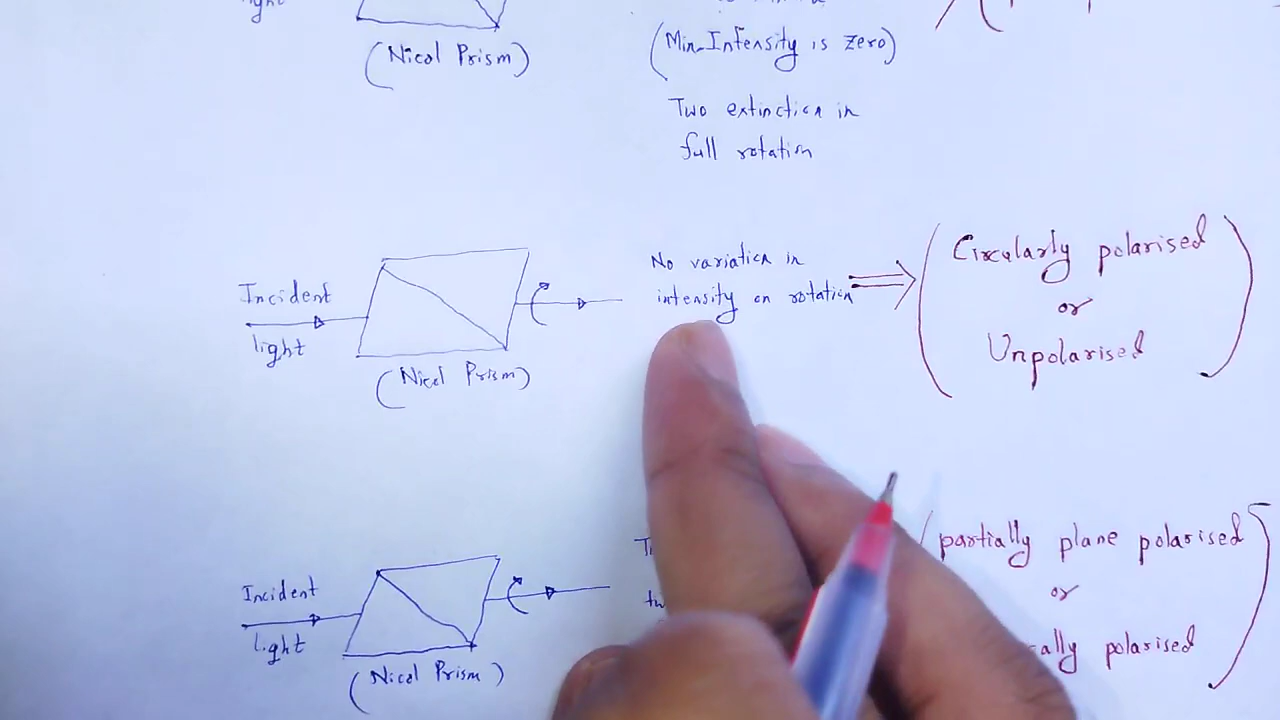 (Nicol Prism)
(Min. Intensity is zero)
Two extinction in
full rotation
Incident
light
(Nicol Prism)
No variation in
intensity on rotation
Circularly polarised
or
Unpolarised
Incident
light
(Nicol Prism)
partially plane polarised
or
polarised